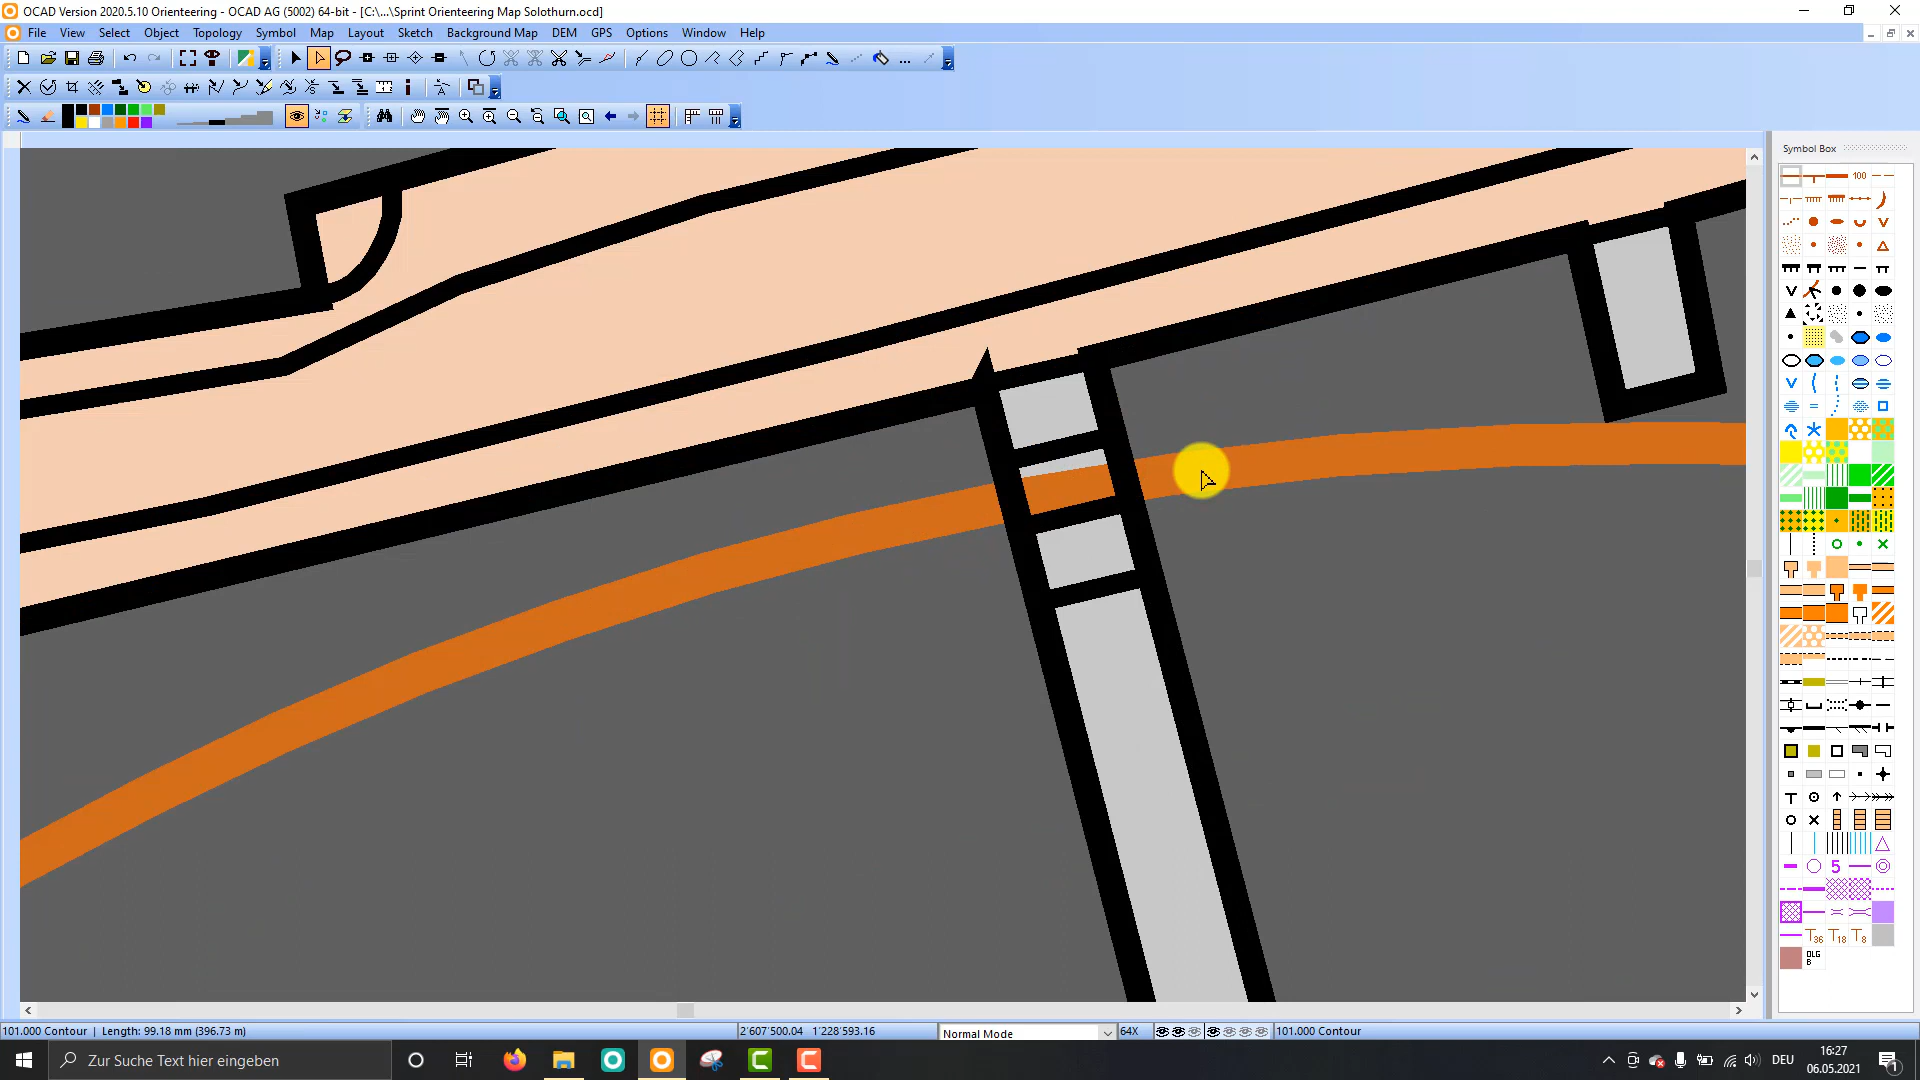 OCAD Version 2020.5.10 Orienteering - OCAD AG (5002) 64-bit - [C:\...\Sprint Orienteering Map Solothurn.ocd]
File View Select Object Topology Symbol Map Layout Sketch Background Map DEM GPS Options Window Help
Symbol Box
100
5
T36 T18 T8
DLG
B
101.000 Contour | Length: 99.18 mm (396.73 m)
2'607'500.04 1'228'593.16
Normal Mode
64X
101.000 Contour
Zur Suche Text hier eingeben
DEU
16:27
06.05.2021
1